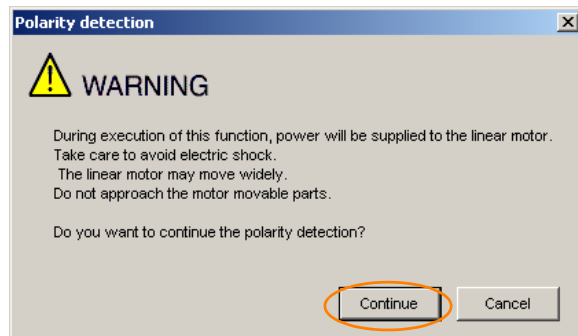 Polarity detection
WARNING
During execution of this function, power will be supplied to the linear motor.
Take care to avoid electric shock.
The linear motor may move widely.
Do not approach the motor movable parts.
Do you want to continue the polarity detection?
Continue
Cancel